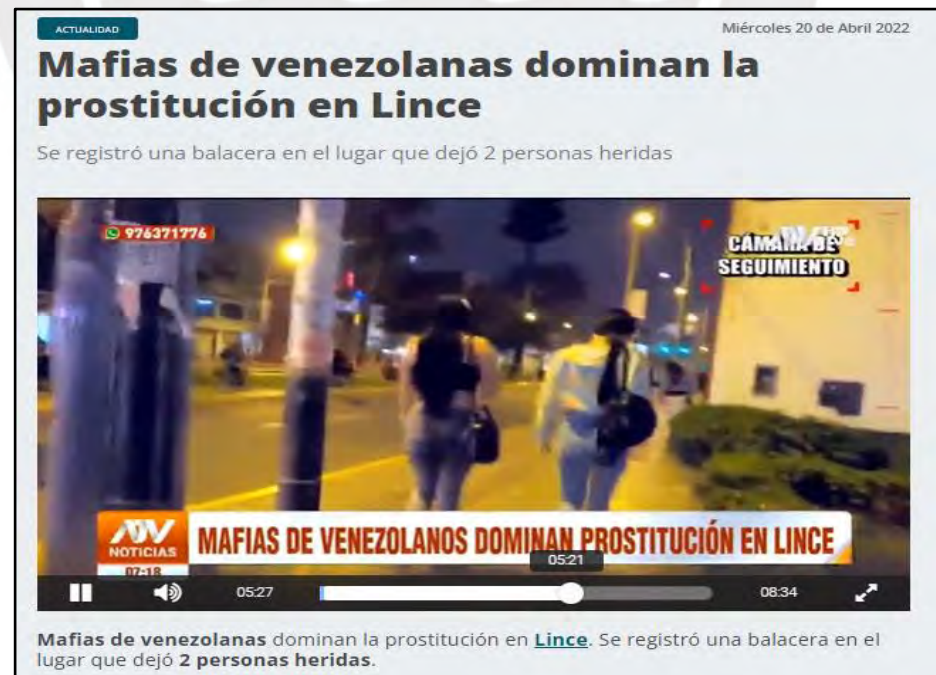 ACTUALIDAD
Miércoles 20 de Abril 2022
Mafias de venezolanas dominan la
prostitución en Lince
Se registró una balacera en el lugar que dejó 2 personas heridas
976371776
CÁMARA DE
SEGUIMIENTO
ATV
NOTICIAS
MAFIAS DE VENEZOLANOS DOMINAN PROSTITUCIÓN EN LINCE
07:18
05:21
05:27
08:34
Mafias de venezolanas dominan la prostitución en Lince. Se registró una balacera en el
lugar que dejó 2 personas heridas.